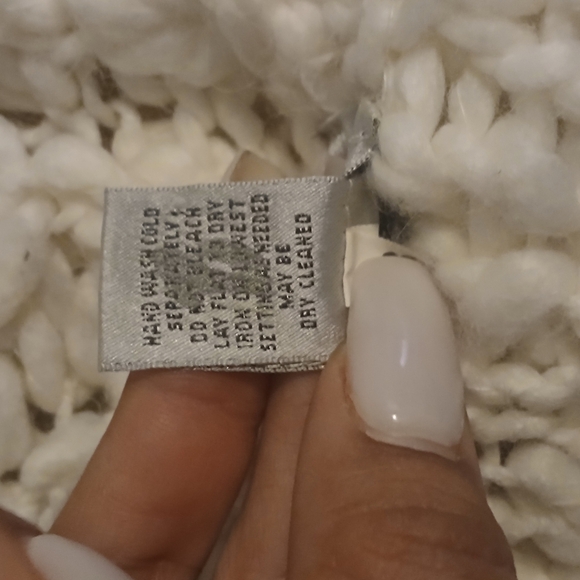 HAND WASH COLD
SEPARATELY
DO NOT BLEACH
LAY FLAT TO DRY
IRON ON LOWEST
SETTING AS NEEDED
MAY BE
DRY CLEANED